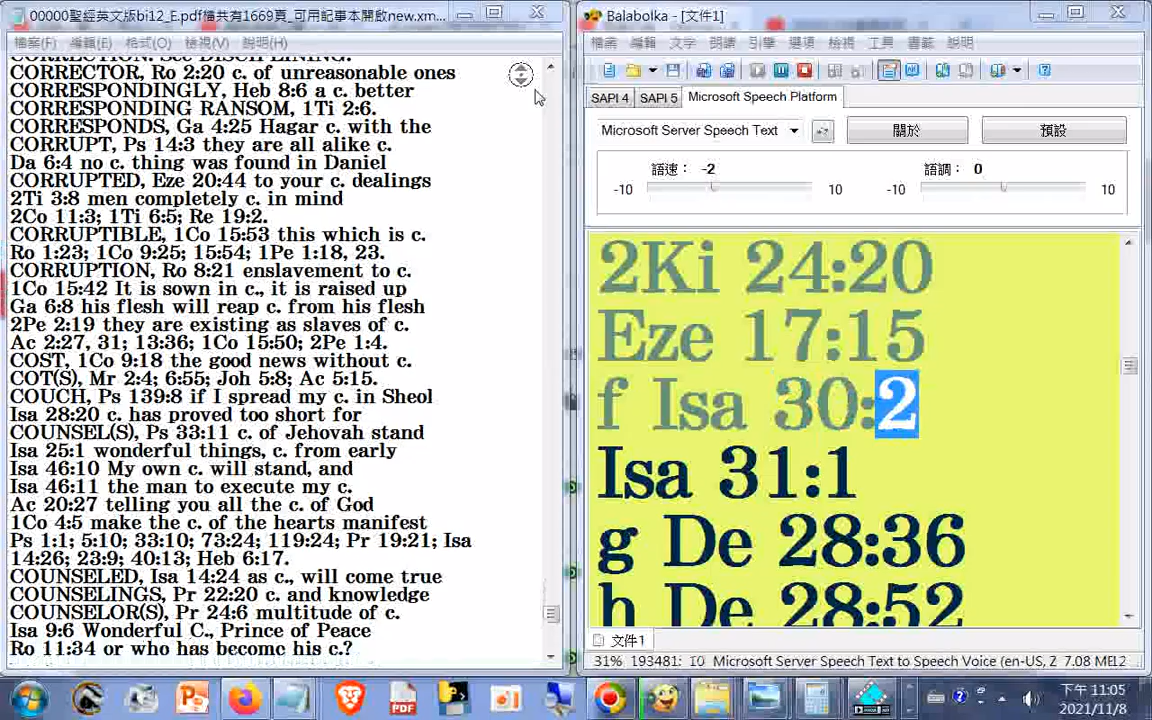 00000聖經英文版bi12_E.pdf檔共有1669頁_可用記事本開啟new.xm...
檔案(F) 編輯(E) 格式(O) 檢視(V) 說明(H)
CORRECTION. See DISCIPLINING.
CORRECTOR, Ro 2:20 c. of unreasonable ones
CORRESPONDINGLY, Heb 8:6 a c. better
CORRESPONDING RANSOM, 1Ti 2:6.
CORRESPONDS, Ga 4:25 Hagar c. with the
CORRUPT, Ps 14:3 they are all alike c.
Da 6:4 no c. thing was found in Daniel
CORRUPTED, Eze 20:44 to your c. dealings
2Ti 3:8 men completely c. in mind
2Co 11:3; 1Ti 6:5; Re 19:2.
CORRUPTIBLE, 1Co 15:53 this which is c.
Ro 1:23; 1Co 9:25; 15:54; 1Pe 1:18, 23.
CORRUPTION, Ro 8:21 enslavement to c.
1Co 15:42 It is sown in c., it is raised up
Ga 6:8 his flesh will reap c. from his flesh
2Pe 2:19 they are existing as slaves of c.
Ac 2:27, 31; 13:36; 1Co 15:50; 2Pe 1:4.
COST, 1Co 9:18 the good news without c.
COT(S), Mr 2:4; 6:55; Joh 5:8; Ac 5:15.
COUCH, Ps 139:8 if I spread my c. in Sheol
Isa 28:20 c. has proved too short for
COUNSEL(S), Ps 33:11 c. of Jehovah stand
Isa 25:1 wonderful things, c. from early
Isa 46:10 My own c. will stand, and
Isa 46:11 the man to execute my c.
Ac 20:27 telling you all the c. of God
1Co 4:5 make the c. of the hearts manifest
Ps 1:1; 5:10; 33:10; 73:24; 119:24; Pr 19:21; Isa
14:26; 23:9; 40:13; Heb 6:17.
COUNSELED, Isa 14:24 as c., will come true
COUNSELINGS, Pr 22:20 c. and knowledge
COUNSELOR(S), Pr 24:6 multitude of c.
Isa 9:6 Wonderful C., Prince of Peace
Ro 11:34 or who has become his c.?
Balabolka - [文件1]
檔案 編輯 文字 朗讀 引擎 選項 檢視 工具 書籤 說明
SAPI 4 SAPI 5 Microsoft Speech Platform
Microsoft Server Speech Text 關於 預設
語速： -2 語調： 0
-10 10 -10 10
2Ki 24:20
Eze 17:15
f Isa 30:2
Isa 31:1
g De 28:36
h De 28:52
文件1
31% 193481: 10 Microsoft Server Speech Text to Speech Voice (en-US, Z 7.08 ME12
PDF
下午 11:05
2021/11/8